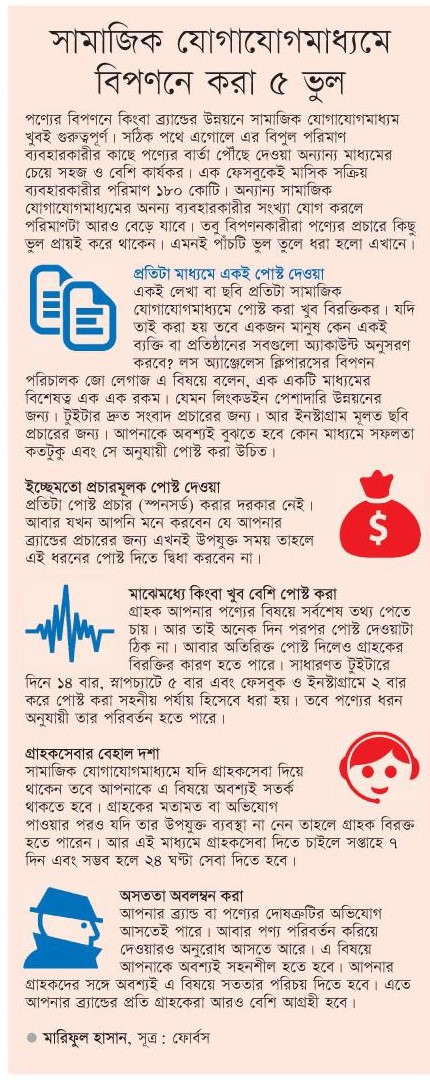 সামাজিক যোগাযোগমাধ্যমে
বিপণনে করা ৫ ভুল
পণ্যের বিপণনে কিংবা ব্র্যান্ডের উন্নয়নে সামাজিক যোগাযোগমাধ্যম
খুবই গুরুত্বপূর্ণ। সঠিক পথে এগোলে এর বিপুল পরিমাণ
ব্যবহারকারীর কাছে পণ্যের বার্তা পৌঁছে দেওয়া অন্যান্য মাধ্যমের
চেয়ে সহজ ও বেশি কার্যকর। এক ফেসবুকেই মাসিক সক্রিয়
ব্যবহারকারীর পরিমাণ ১৮০ কোটি। অন্যান্য সামাজিক
যোগাযোগমাধ্যমের অনন্য ব্যবহারকারীর সংখ্যা যোগ করলে
পরিমাণটা আরও বেড়ে যাবে। তবু বিপণনকারীরা পণ্যের প্রচারে কিছু
ভুল প্রায়ই করে থাকেন। এমনই পাঁচটি ভুল তুলে ধরা হলো এখানে।
প্রতিটা মাধ্যমে একই পোস্ট দেওয়া
একই লেখা বা ছবি প্রতিটা সামাজিক
যোগাযোগমাধ্যমে পোস্ট করা খুব বিরক্তিকর। যদি
তাই করা হয় তবে একজন মানুষ কেন একই
ব্যক্তি বা প্রতিষ্ঠানের সবগুলো অ্যাকাউন্ট অনুসরণ
করবে? লস অ্যাঞ্জেলেস ক্লিপারসের বিপণন
পরিচালক জো লেগাজ এ বিষয়ে বলেন, এক একটি মাধ্যমের
বিশেষত্ব এক এক রকম। যেমন লিংকডইন পেশাদারি উন্নয়নের
জন্য। টুইটার দ্রুত সংবাদ প্রচারের জন্য। আর ইনস্টাগ্রাম মূলত ছবি
প্রচারের জন্য। আপনাকে অবশ্যই বুঝতে হবে কোন মাধ্যমে সফলতা
কতটুকু এবং সে অনুযায়ী পোস্ট করা উচিত।
ইচ্ছেমতো প্রচারমূলক পোস্ট দেওয়া
প্রতিটা পোস্ট প্রচার (স্পনসর্ড) করার দরকার নেই।
আবার যখন আপনি মনে করবেন যে আপনার
ব্র্যান্ডের প্রচারের জন্য এখনই উপযুক্ত সময় তাহলে
এই ধরনের পোস্ট দিতে দ্বিধা করবেন না।
$
মাঝেমধ্যে কিংবা খুব বেশি পোস্ট করা
গ্রাহক আপনার পণ্যের বিষয়ে সর্বশেষ তথ্য পেতে
চায়। আর তাই অনেক দিন পরপর পোস্ট দেওয়াটা
ঠিক না। আবার অতিরিক্ত পোস্ট দিলেও গ্রাহকের
বিরক্তির কারণ হতে পারে। সাধারণত টুইটারে
দিনে ১৪ বার, স্নাপচ্যাটে ৫ বার এবং ফেসবুক ও ইনস্টাগ্রামে ২ বার
করে পোস্ট করা সহনীয় পর্যায় হিসেবে ধরা হয়। তবে পণ্যের ধরন
অনুযায়ী তার পরিবর্তন হতে পারে।
গ্রাহকসেবার বেহাল দশা
সামাজিক যোগাযোগমাধ্যমে যদি গ্রাহকসেবা দিয়ে
থাকেন তবে আপনাকে এ বিষয়ে অবশ্যই সতর্ক
থাকতে হবে। গ্রাহকের মতামত বা অভিযোগ
পাওয়ার পরও যদি তার উপযুক্ত ব্যবস্থা না নেন তাহলে গ্রাহক বিরক্ত
হতে পারেন। আর এই মাধ্যমে গ্রাহকসেবা দিতে চাইলে সপ্তাহে ৭
দিন এবং সম্ভব হলে ২৪ ঘণ্টা সেবা দিতে হবে।
অসততা অবলম্বন করা
আপনার ব্র্যান্ড বা পণ্যের দোষত্রুটির অভিযোগ
আসতেই পারে। আবার পণ্য পরিবর্তন করিয়ে
দেওয়ারও অনুরোধ আসতে আরে। এ বিষয়ে
আপনাকে অবশ্যই সহনশীল হতে হবে। আপনার
গ্রাহকদের সঙ্গে অবশ্যই এ বিষয়ে সততার পরিচয় দিতে হবে। এতে
আপনার ব্র্যান্ডের প্রতি গ্রাহকেরা আরও বেশি আগ্রহী হবে।
● মারিফুল হাসান, সূত্র : ফোর্বস